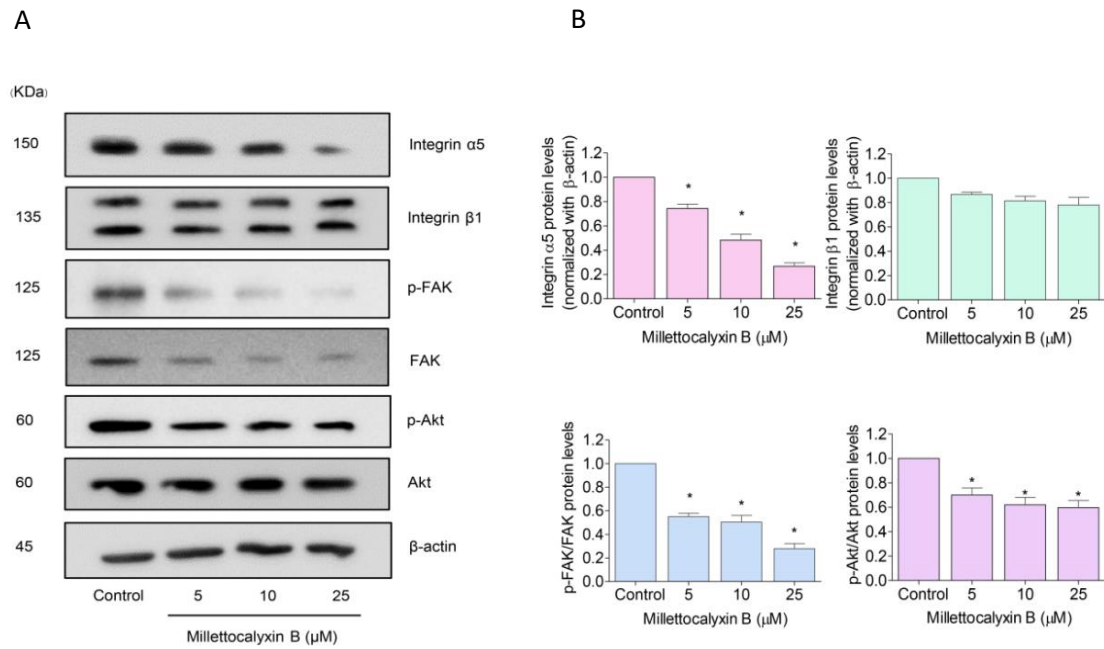 A
B
(KDa)
150 Integrin α5
135 Integrin β1
125 p-FAK
125 FAK
60 p-Akt
60 Akt
45 β-actin
Control 5 10 25
Millettocalyxin B (μM)
Integrin α5 protein levels
(normalized with β-actin)
1.2
1.0
0.8
0.6
0.4
0.2
0.0
* * *
Control 5 10 25
Millettocalyxin B (μM)
Integrin β1 protein levels
(normalized with β-actin)
1.2
1.0
0.8
0.6
0.4
0.2
0.0
Control 5 10 25
Millettocalyxin B (μM)
p-FAK/FAK protein levels
1.2
1.0
0.8
0.6
0.4
0.2
0.0
* * *
Control 5 10 25
Millettocalyxin B (μM)
p-Akt/Akt protein levels
1.2
1.0
0.8
0.6
0.4
0.2
0.0
* * *
Control 5 10 25
Millettocalyxin B (μM)